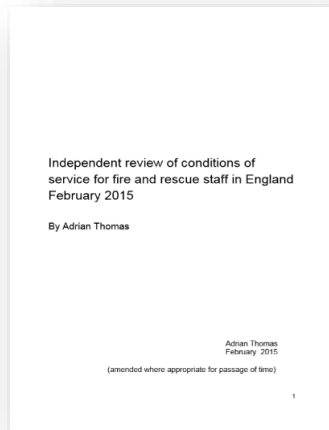 Independent review of conditions of
service for fire and rescue staff in England
February 2015
By Adrian Thomas
Adrian Thomas
February 2015
(amended where appropriate for passage of time)
1